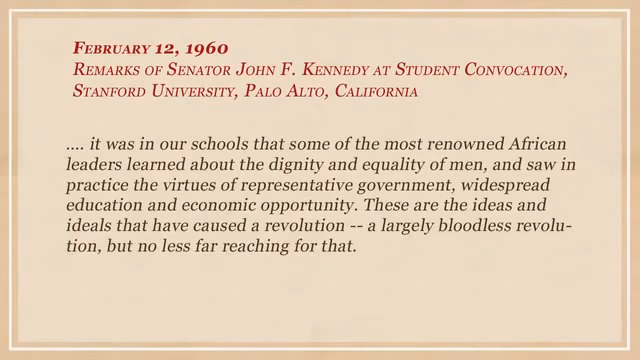 February 12, 1960
Remarks of Senator John F. Kennedy at Student Convocation,
Stanford University, Palo Alto, California
.... it was in our schools that some of the most renowned African
leaders learned about the dignity and equality of men, and saw in
practice the virtues of representative government, widespread
education and economic opportunity. These are the ideas and
ideals that have caused a revolution -- a largely bloodless revolu-
tion, but no less far reaching for that.